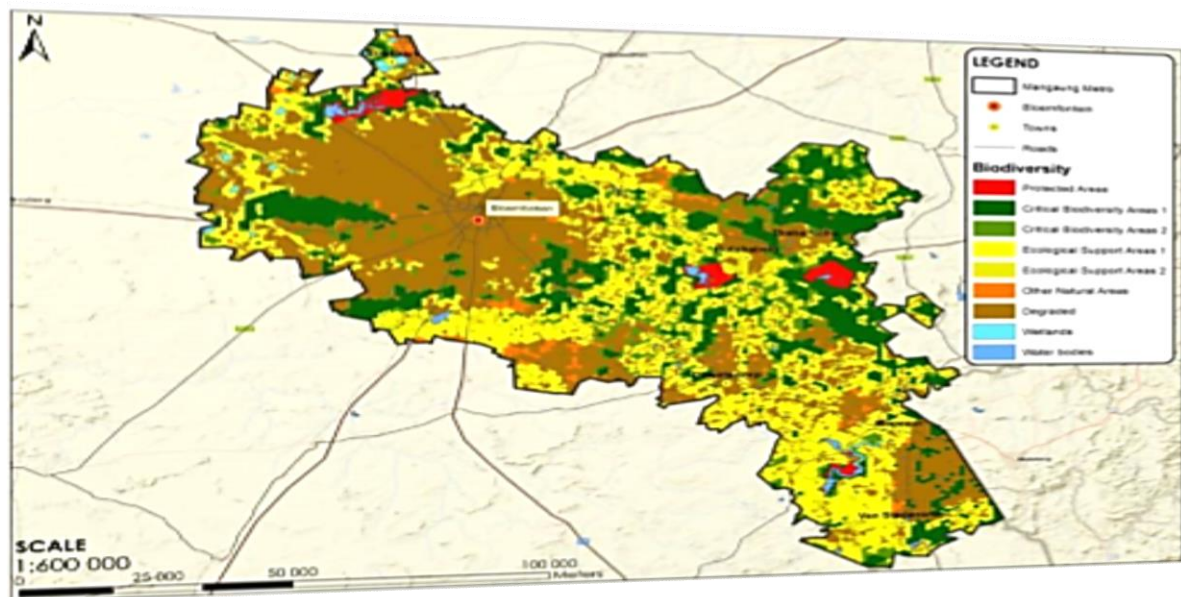 N
LEGEND
Mangaung Metro
Bloemfontein
Towns
Roads
Biodiversity
Protected Areas
Critical Biodiversity Areas 1
Critical Biodiversity Areas 2
Ecological Support Areas 1
Ecological Support Areas 2
Other Natural Areas
Degraded
Wetlands
Water bodies
Bloemfontein
SCALE
1:600 000
0 25 000 50 000 100 000
Meters